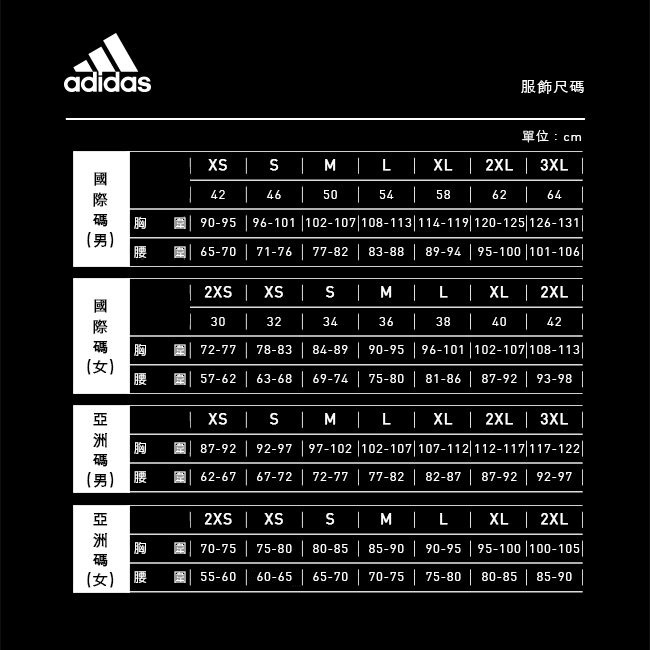 adidas
服飾尺碼
單位：cm
國際碼(男)
XS S M L XL 2XL 3XL
42 46 50 54 58 62 64
胸圍 90-95 96-101 102-107 108-113 114-119 120-125 126-131
腰圍 65-70 71-76 77-82 83-88 89-94 95-100 101-106
國際碼(女)
2XS XS S M L XL 2XL
30 32 34 36 38 40 42
胸圍 72-77 78-83 84-89 90-95 96-101 102-107 108-113
腰圍 57-62 63-68 69-74 75-80 81-86 87-92 93-98
亞洲碼(男)
XS S M L XL 2XL 3XL
胸圍 87-92 92-97 97-102 102-107 107-112 112-117 117-122
腰圍 62-67 67-72 72-77 77-82 82-87 87-92 92-97
亞洲碼(女)
2XS XS S M L XL 2XL
胸圍 70-75 75-80 80-85 85-90 90-95 95-100 100-105
腰圍 55-60 60-65 65-70 70-75 75-80 80-85 85-90